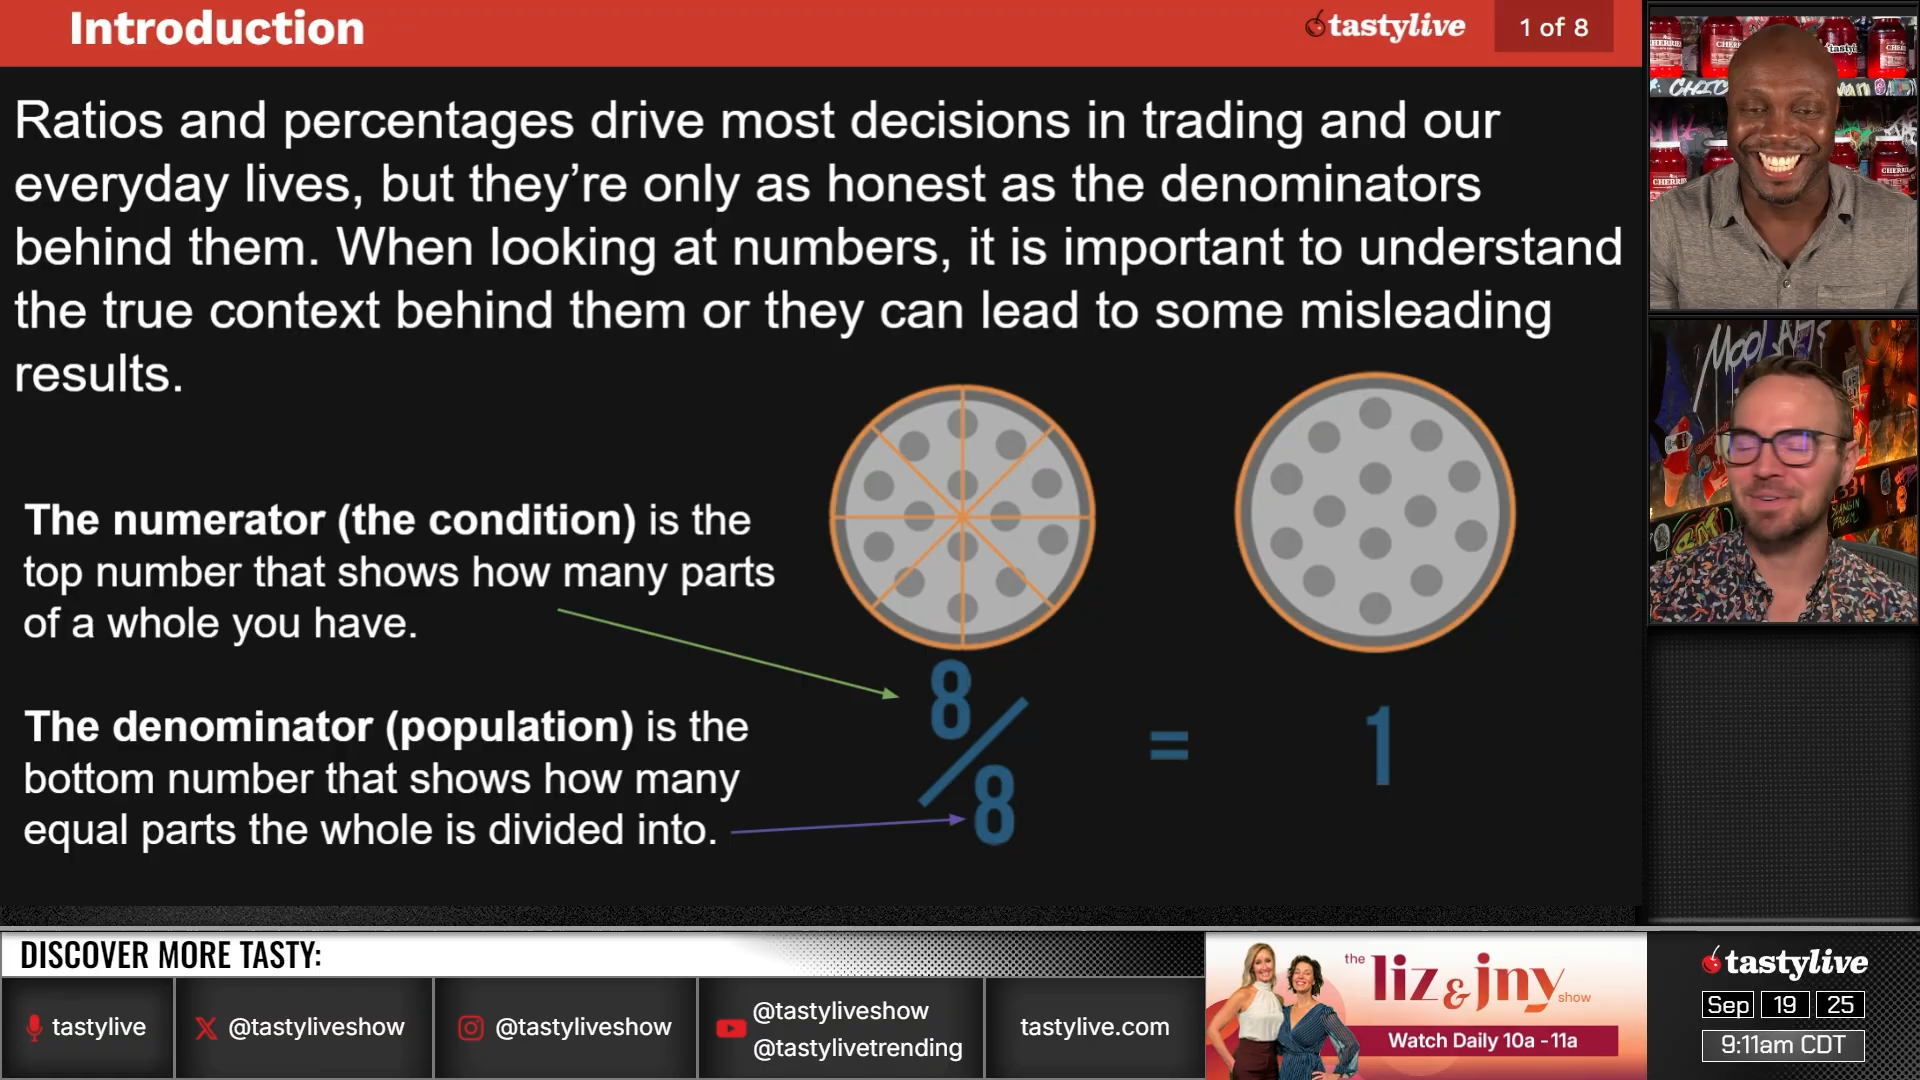 Introduction
tastylive
1 of 8
Ratios and percentages drive most decisions in trading and our
everyday lives, but they’re only as honest as the denominators
behind them. When looking at numbers, it is important to understand
the true context behind them or they can lead to some misleading
results.
The numerator (the condition) is the
top number that shows how many parts
of a whole you have.
The denominator (population) is the
bottom number that shows how many
equal parts the whole is divided into.
8/8 = 1
DISCOVER MORE TASTY:
tastylive
@tastyliveshow
@tastyliveshow
@tastyliveshow
@tastylivetrending
tastylive.com
the liz & jny show
Watch Daily 10a - 11a
tastylive
Sep 19 25
9:11am CDT